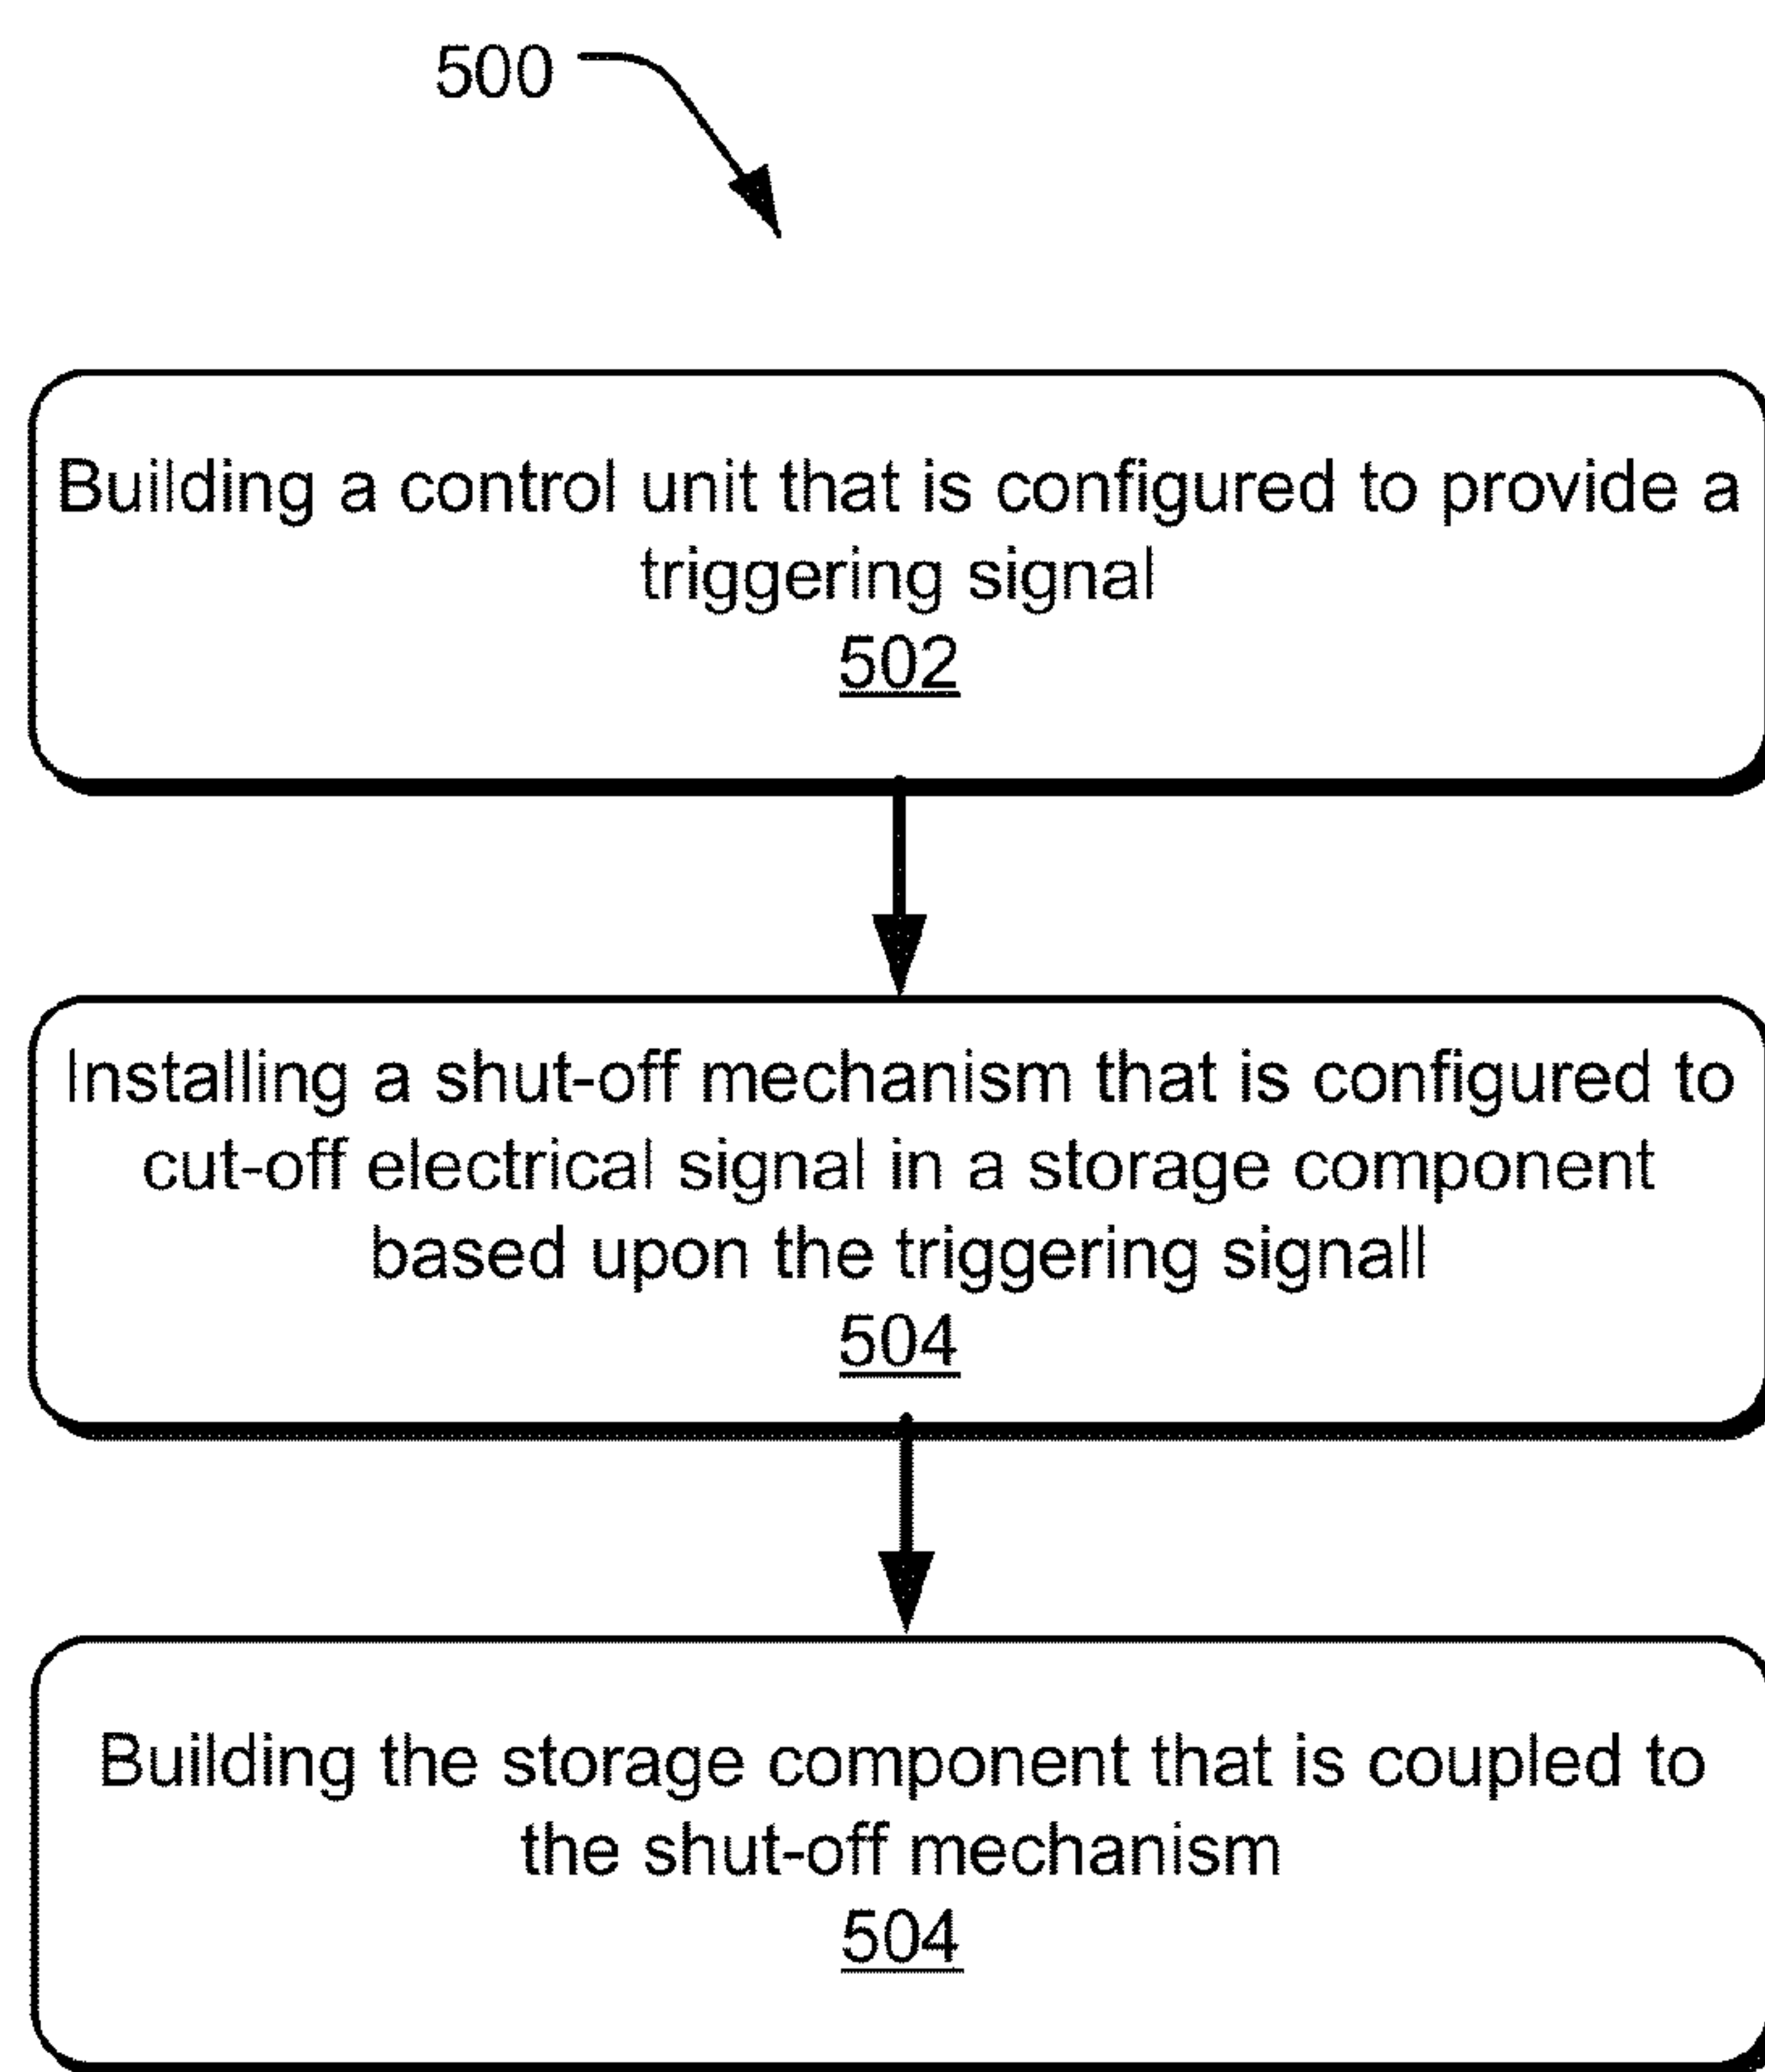 500
Building a control unit that is configured to provide a
triggering signal
502
Installing a shut-off mechanism that is configured to
cut-off electrical signal in a storage component
based upon the triggering signall
504
Building the storage component that is coupled to
the shut-off mechanism
504